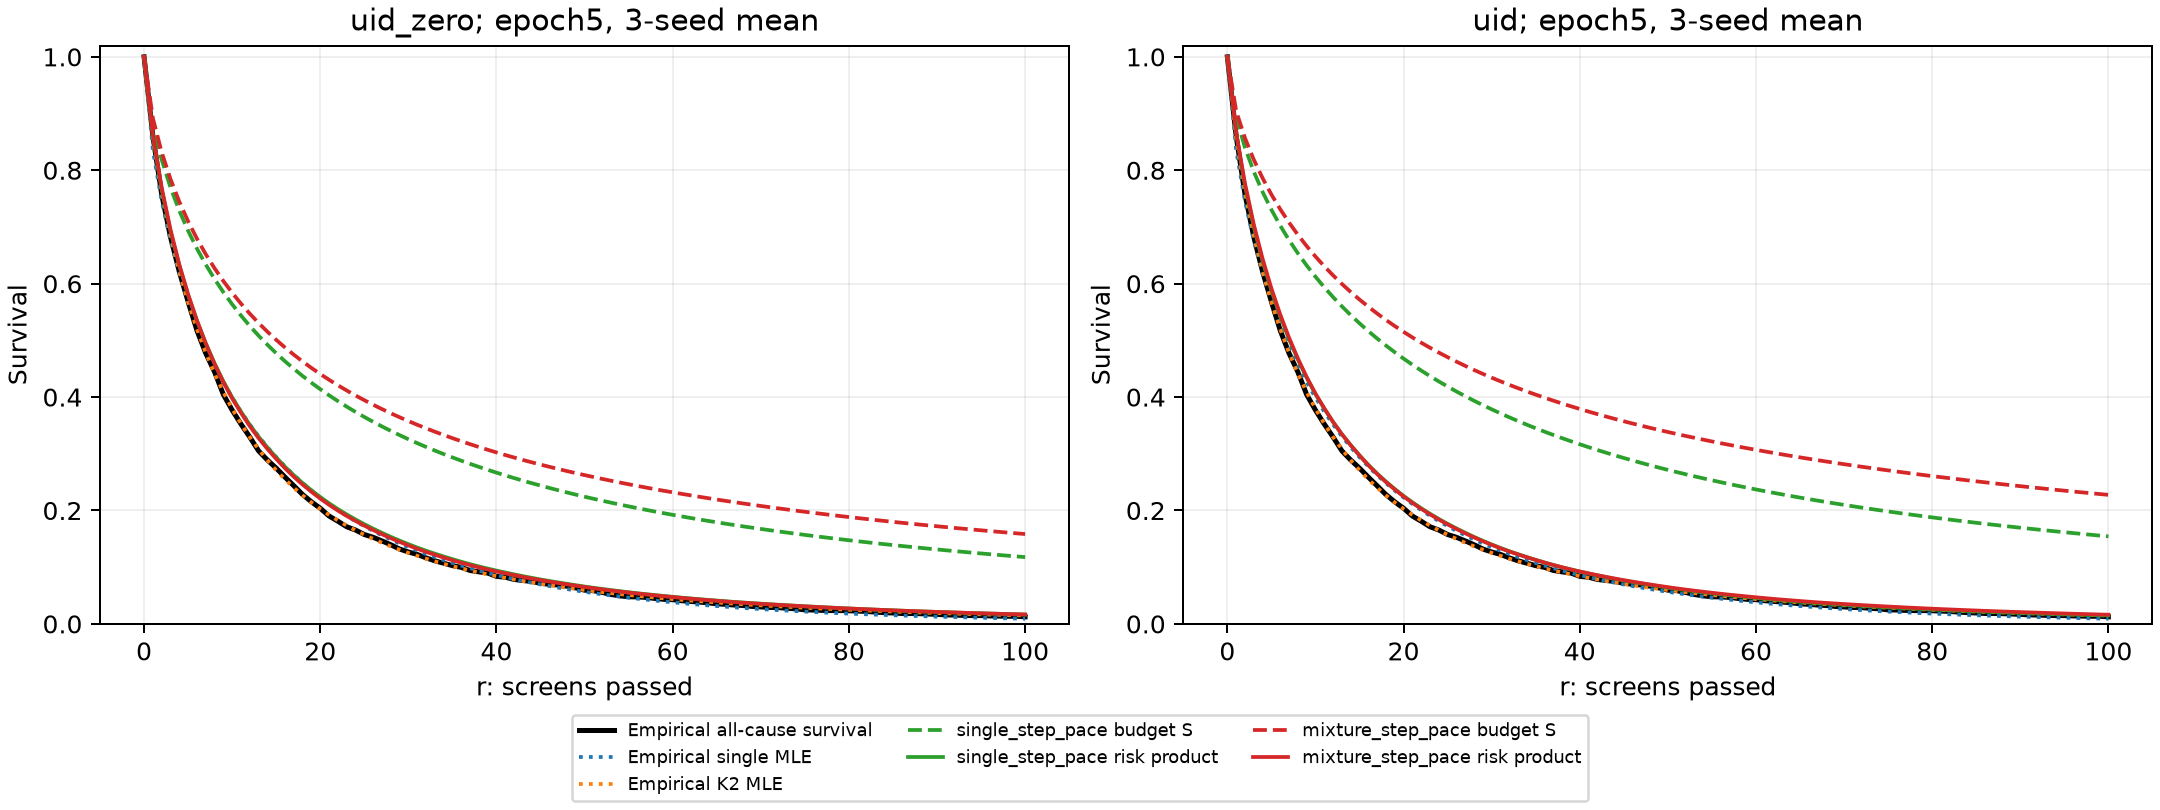 uid_zero; epoch5, 3-seed mean
1.0
0.8
0.6
0.4
0.2
0.0
Survival
0 20 40 60 80 100
r: screens passed
uid; epoch5, 3-seed mean
1.0
0.8
0.6
0.4
0.2
0.0
Survival
0 20 40 60 80 100
r: screens passed
Empirical all-cause survival
Empirical single MLE
Empirical K2 MLE
single_step_pace budget S
single_step_pace risk product
mixture_step_pace budget S
mixture_step_pace risk product